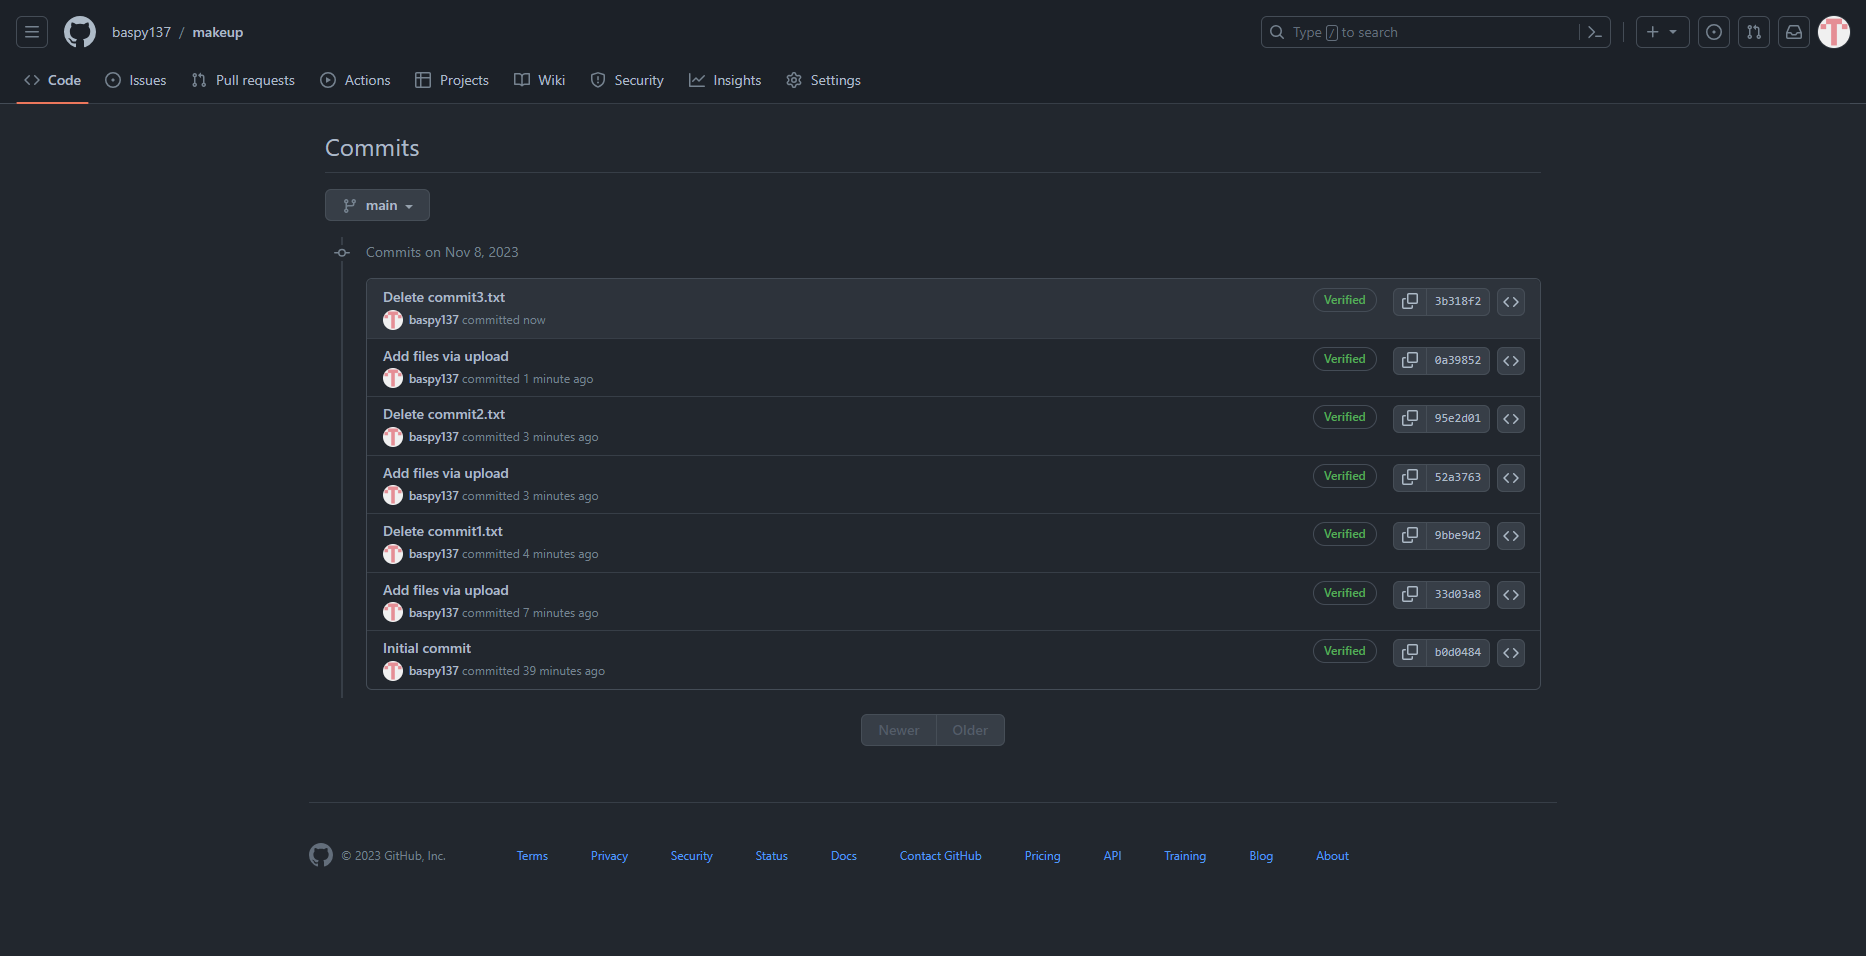 baspy137 / makeup
Type / to search
Code Issues Pull requests Actions Projects Wiki Security Insights Settings
Commits
main
Commits on Nov 8, 2023
Delete commit3.txt
baspy137 committed now
Verified 3b318f2
Add files via upload
baspy137 committed 1 minute ago
Verified 0a39852
Delete commit2.txt
baspy137 committed 3 minutes ago
Verified 95e2d01
Add files via upload
baspy137 committed 3 minutes ago
Verified 52a3763
Delete commit1.txt
baspy137 committed 4 minutes ago
Verified 9bbe9d2
Add files via upload
baspy137 committed 7 minutes ago
Verified 33d03a8
Initial commit
baspy137 committed 39 minutes ago
Verified b0d0484
Newer Older
© 2023 GitHub, Inc. Terms Privacy Security Status Docs Contact GitHub Pricing API Training Blog About